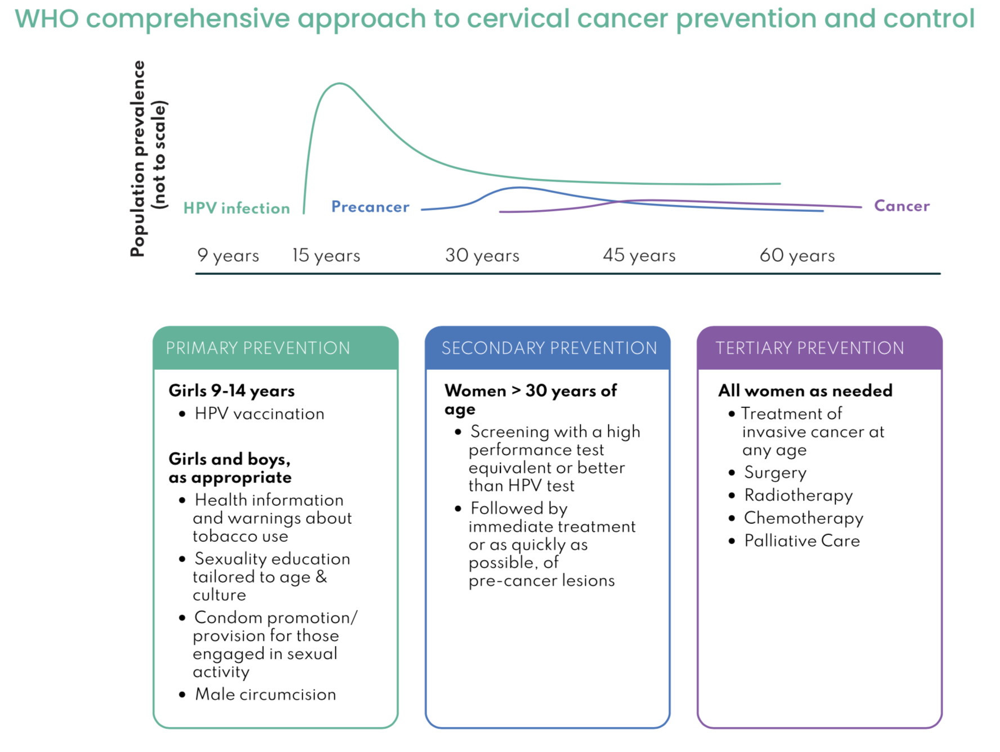 WHO comprehensive approach to cervical cancer prevention and control
Population prevalence
(not to scale)
HPV infection
Precancer
Cancer
9 years
15 years
30 years
45 years
60 years
PRIMARY PREVENTION
Girls 9-14 years
• HPV vaccination
Girls and boys,
as appropriate
• Health information
and warnings about
tobacco use
• Sexuality education
tailored to age &
culture
• Condom promotion/
provision for those
engaged in sexual
activity
• Male circumcision
SECONDARY PREVENTION
Women > 30 years of
age
• Screening with a high
performance test
equivalent or better
than HPV test
• Followed by
immediate treatment
or as quickly as
possible, of
pre-cancer lesions
TERTIARY PREVENTION
All women as needed
• Treatment of
invasive cancer at
any age
• Surgery
• Radiotherapy
• Chemotherapy
• Palliative Care